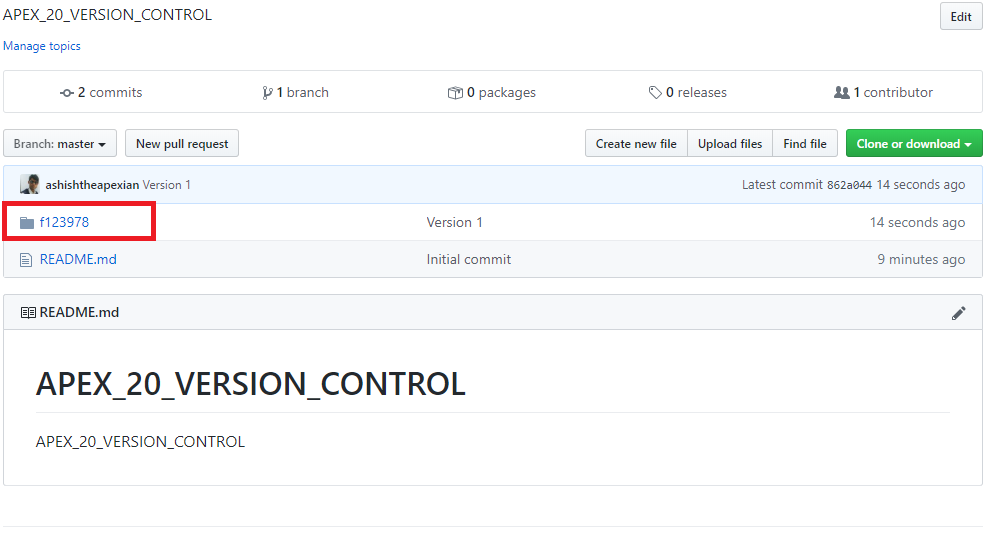 APEX_20_VERSION_CONTROL
Edit
Manage topics
2 commits 1 branch 0 packages 0 releases 1 contributor
Branch: master New pull request Create new file Upload files Find file Clone or download
ashishtheapexian Version 1 Latest commit 862a044 14 seconds ago
f123978 Version 1 14 seconds ago
README.md Initial commit 9 minutes ago
README.md
APEX_20_VERSION_CONTROL
APEX_20_VERSION_CONTROL